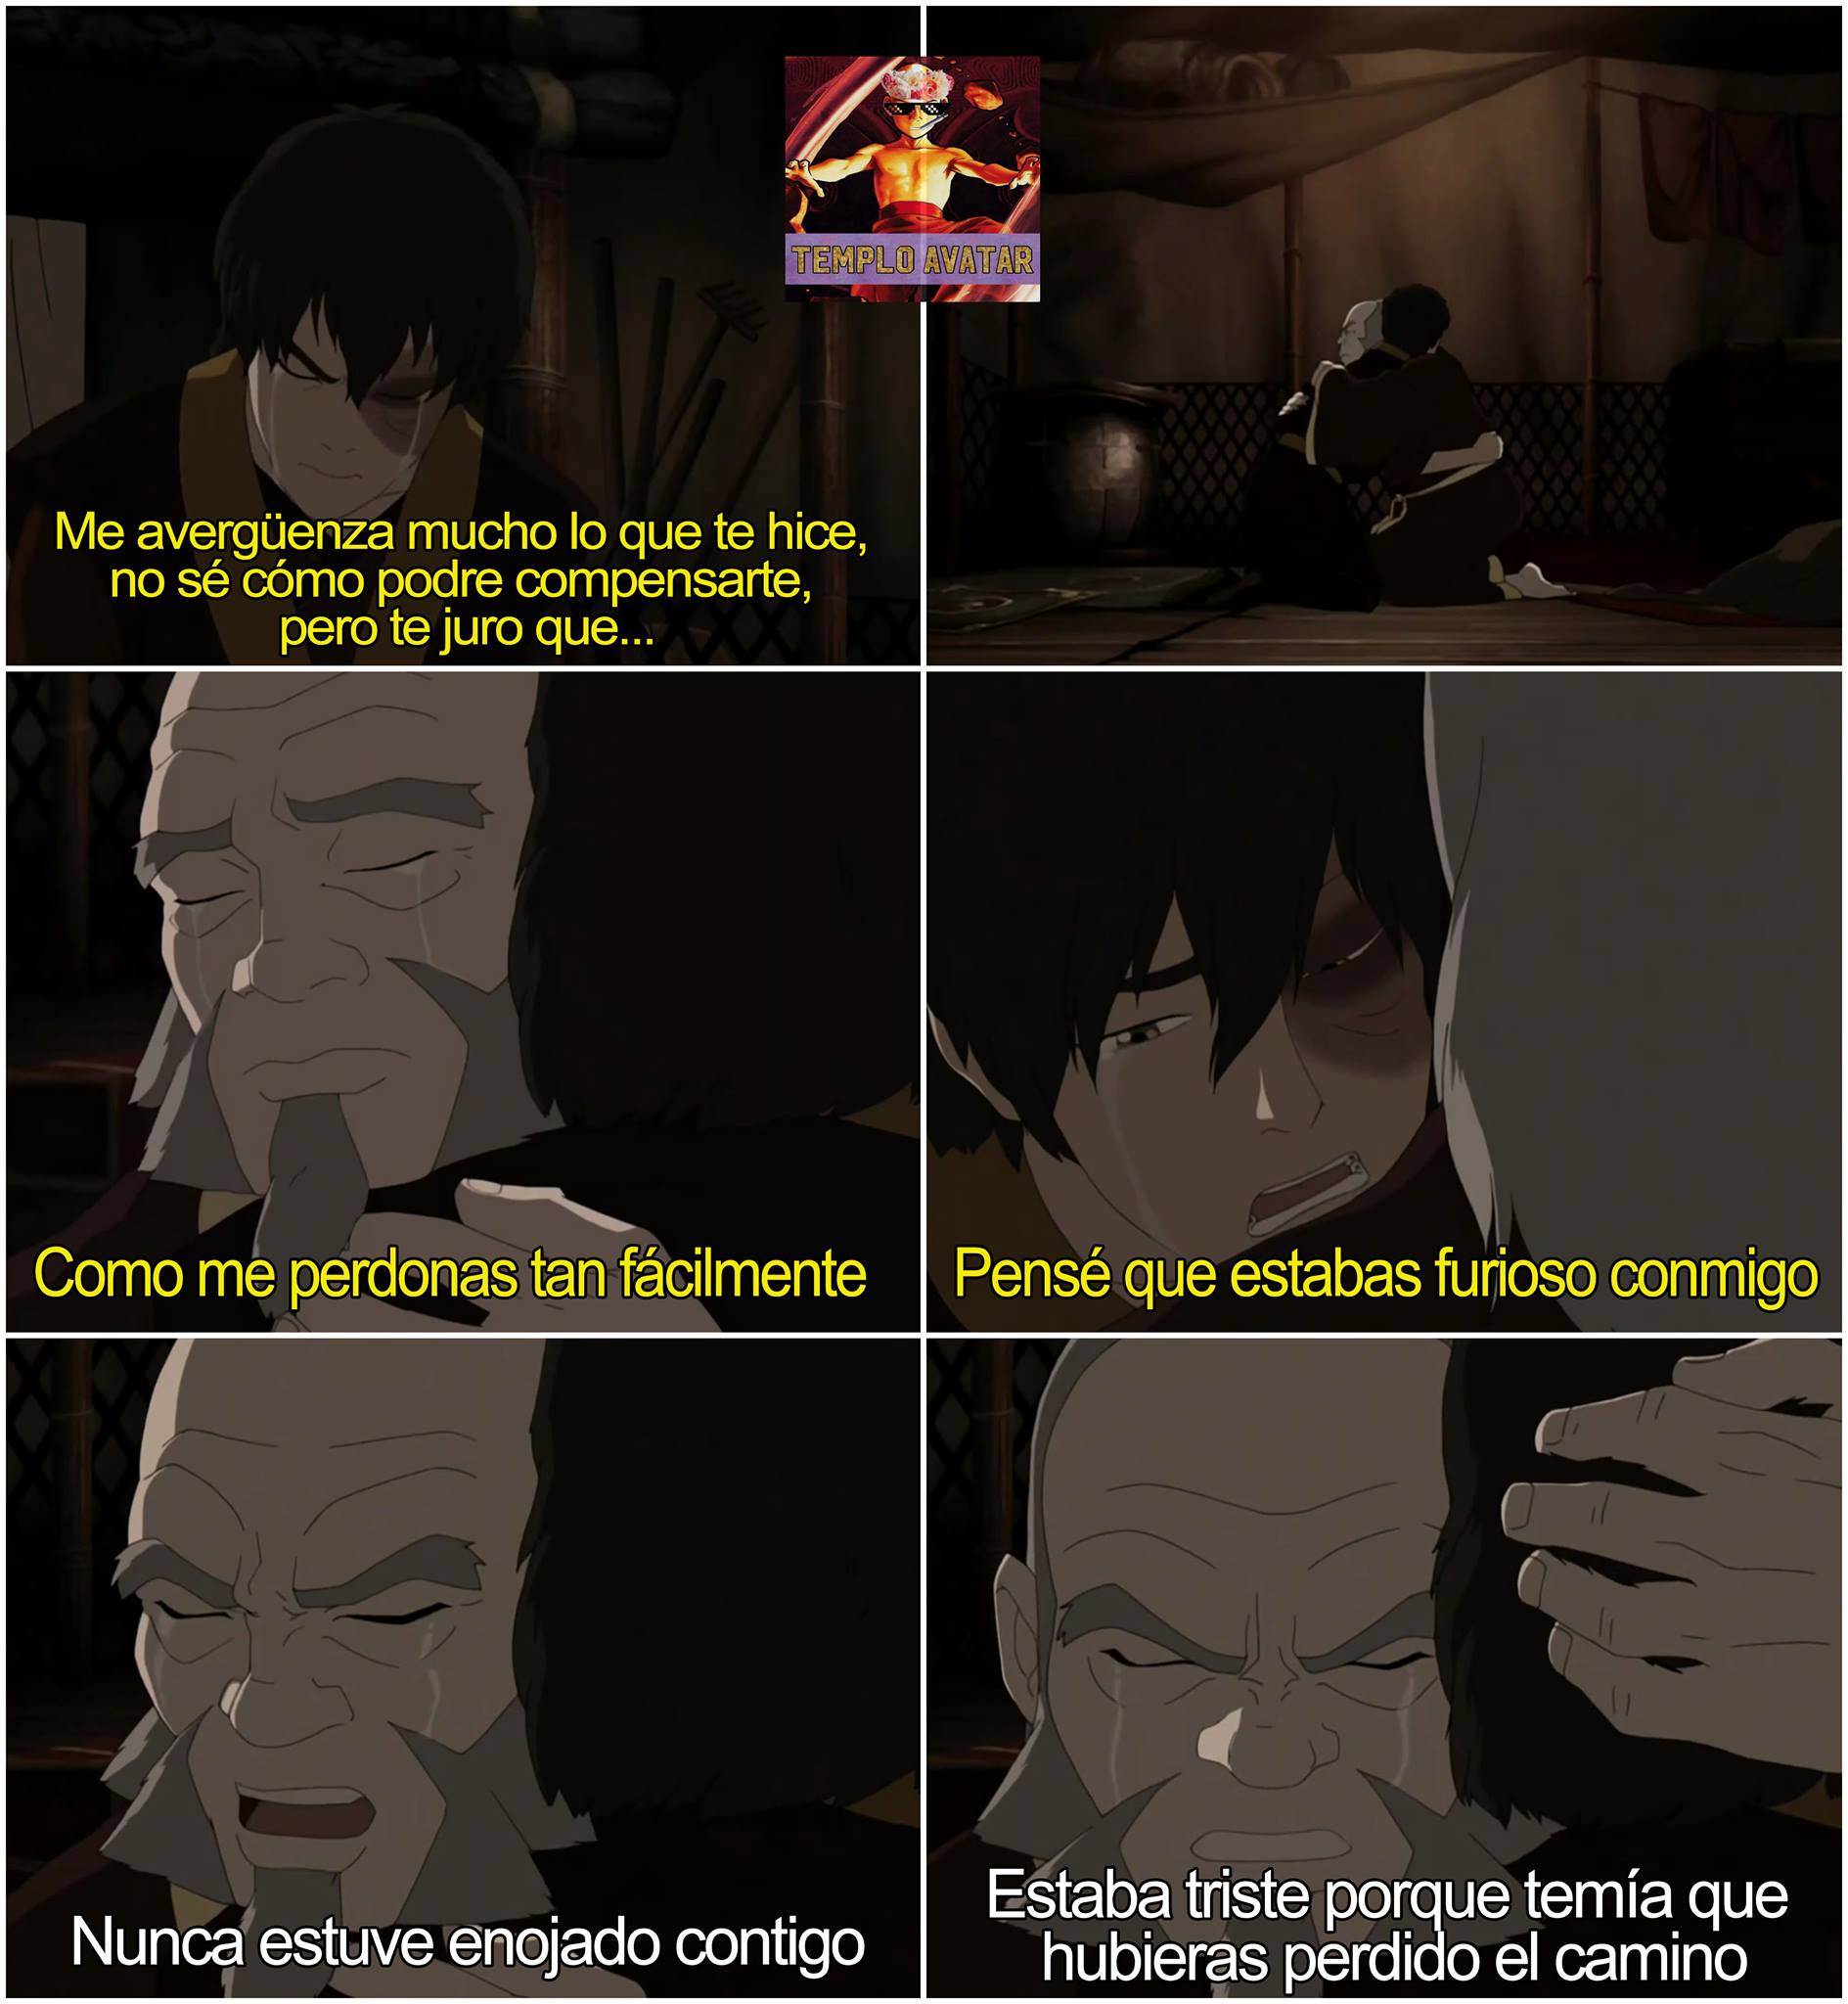 TEMPLO AVATAR
Me avergüenza mucho lo que te hice,
no sé cómo podre compensarte,
pero te juro que...
Como me perdonas tan fácilmente
Pensé que estabas furioso conmigo
Nunca estuve enojado contigo
Estaba triste porque temía que
hubieras perdido el camino